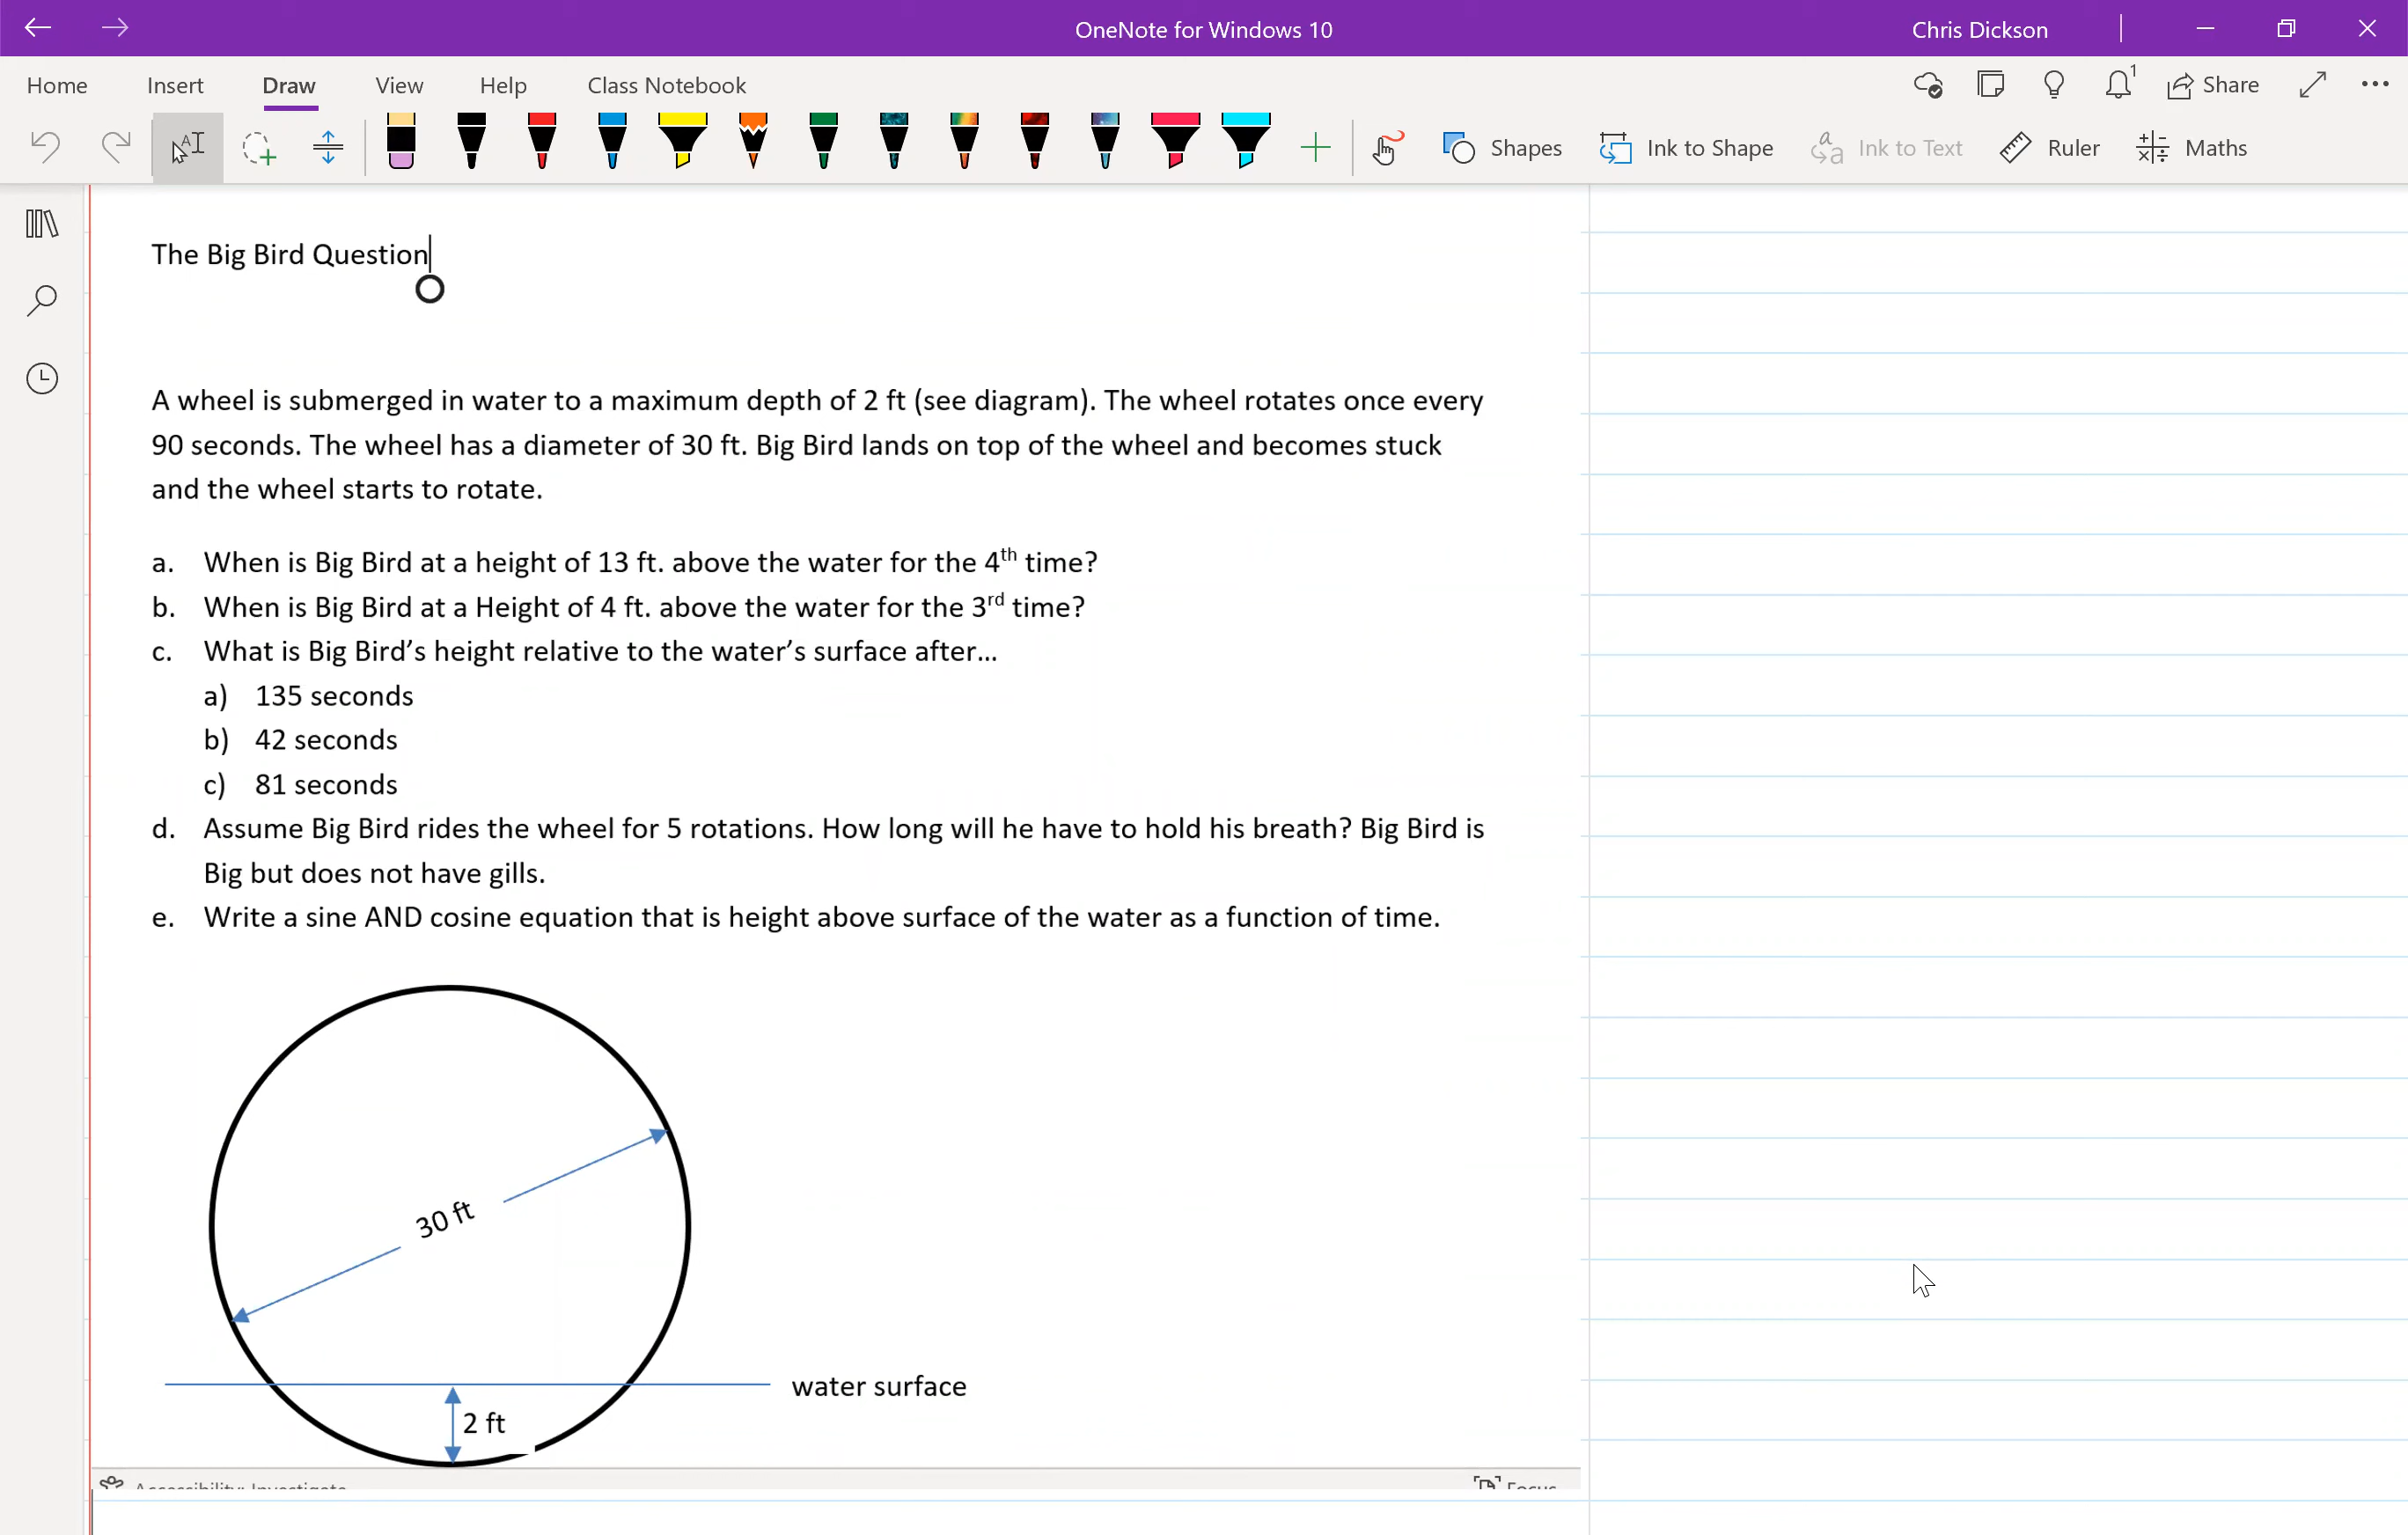 OneNote for Windows 10
Chris Dickson
Home Insert Draw View Help Class Notebook
1
Share
Shapes Ink to Shape Ink to Text Ruler Maths
The Big Bird Question
A wheel is submerged in water to a maximum depth of 2 ft (see diagram). The wheel rotates once every
90 seconds. The wheel has a diameter of 30 ft. Big Bird lands on top of the wheel and becomes stuck
and the wheel starts to rotate.
a. When is Big Bird at a height of 13 ft. above the water for the 4th time?
b. When is Big Bird at a Height of 4 ft. above the water for the 3rd time?
c. What is Big Bird’s height relative to the water’s surface after…
a) 135 seconds
b) 42 seconds
c) 81 seconds
d. Assume Big Bird rides the wheel for 5 rotations. How long will he have to hold his breath? Big Bird is
Big but does not have gills.
e. Write a sine AND cosine equation that is height above surface of the water as a function of time.
30 ft
water surface
2 ft
Accessibility: Investigate
Focus